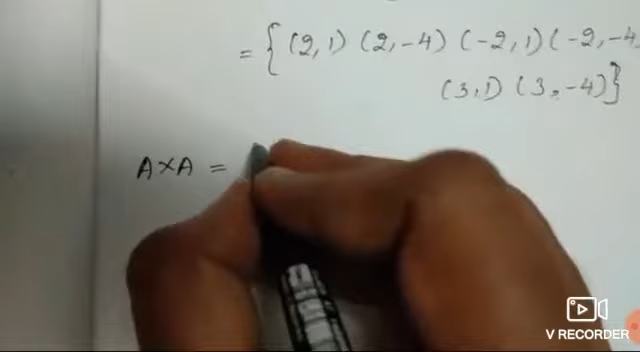 = { (2,1) (2,-4) (-2,1) (-2,-4
(3,1) (3,-4)}
A×A =
V RECORDER